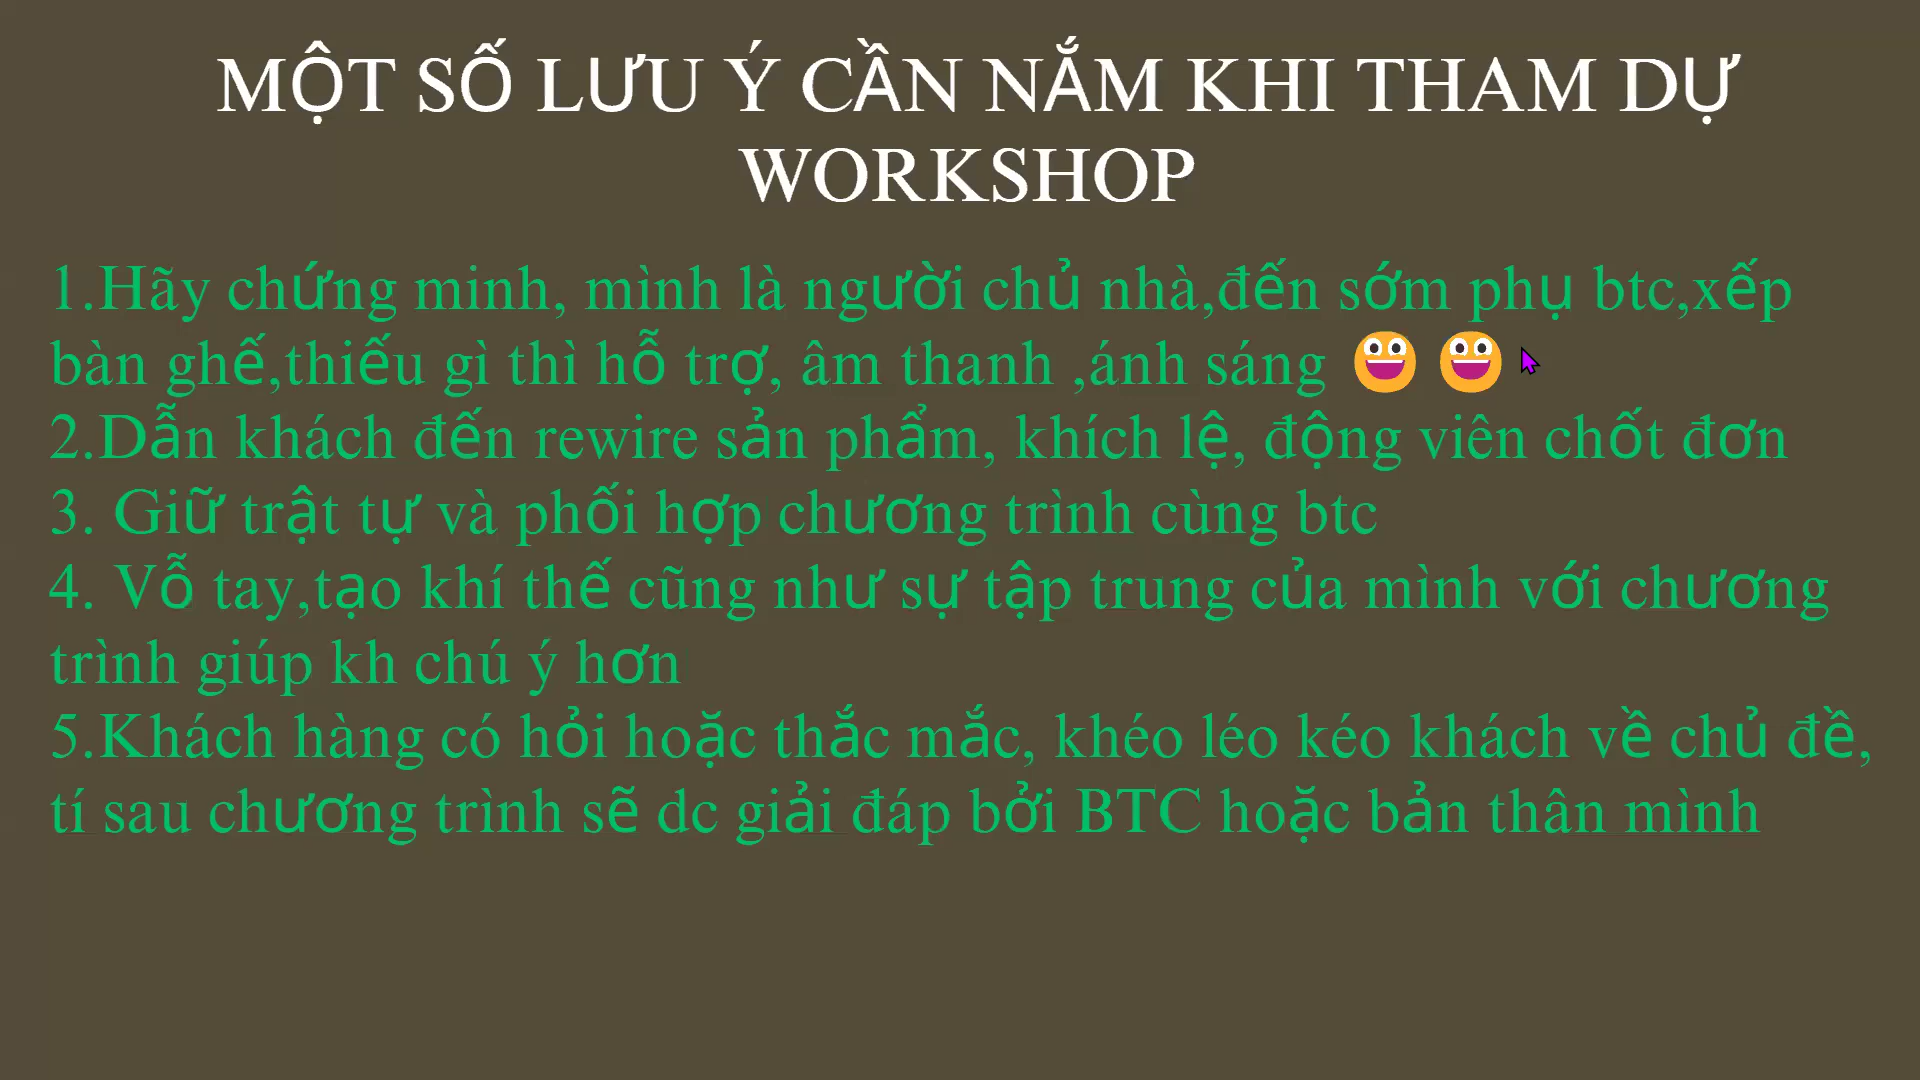 MỘT SỐ LƯU Ý CẦN NẮM KHI THAM DỰ
WORKSHOP
1.Hãy chứng minh, mình là người chủ nhà,đến sớm phụ btc,xếp
bàn ghế,thiếu gì thì hỗ trợ, âm thanh ,ánh sáng 😀 😀
2.Dẫn khách đến rewire sản phẩm, khích lệ, động viên chốt đơn
3. Giữ trật tự và phối hợp chương trình cùng btc
4. Vỗ tay,tạo khí thế cũng như sự tập trung của mình với chương
trình giúp kh chú ý hơn
5.Khách hàng có hỏi hoặc thắc mắc, khéo léo kéo khách về chủ đề,
tí sau chương trình sẽ dc giải đáp bởi BTC hoặc bản thân mình